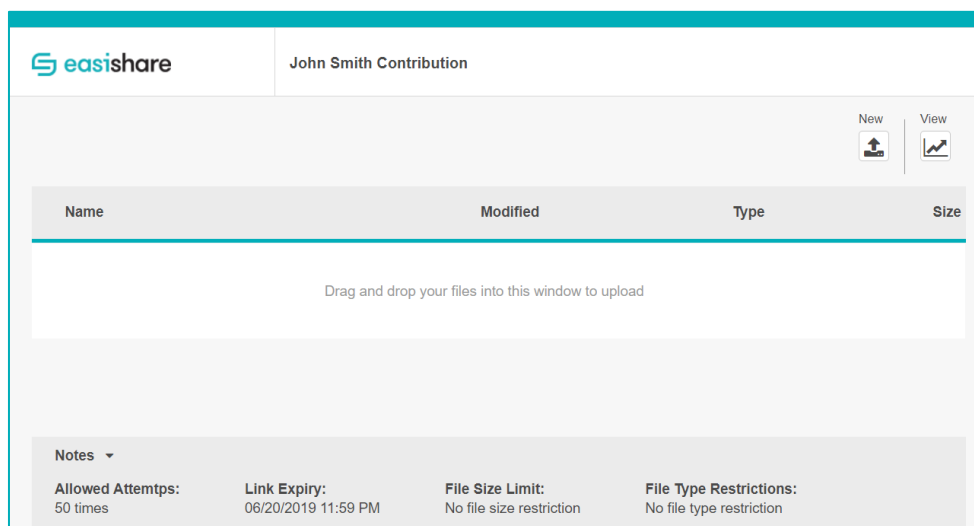 easishare
John Smith Contribution
New View
Name Modified Type Size
Drag and drop your files into this window to upload
Notes
Allowed Attemtps: Link Expiry: File Size Limit: File Type Restrictions:
50 times 06/20/2019 11:59 PM No file size restriction No file type restriction